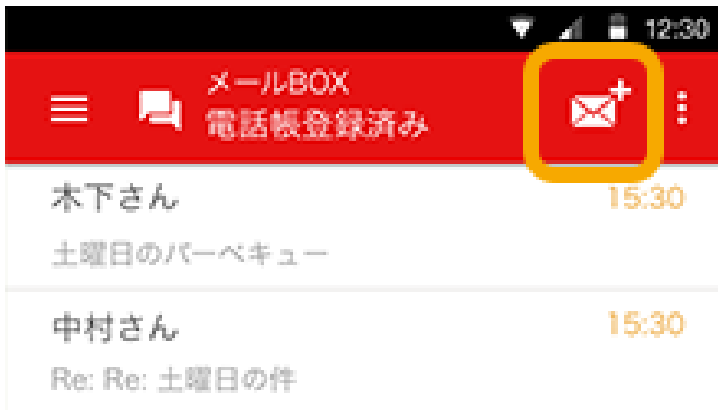 12:30
メールBOX
電話帳登録済み
木下さん 15:30
土曜日のバーベキュー
中村さん 15:30
Re: Re: 土曜日の件